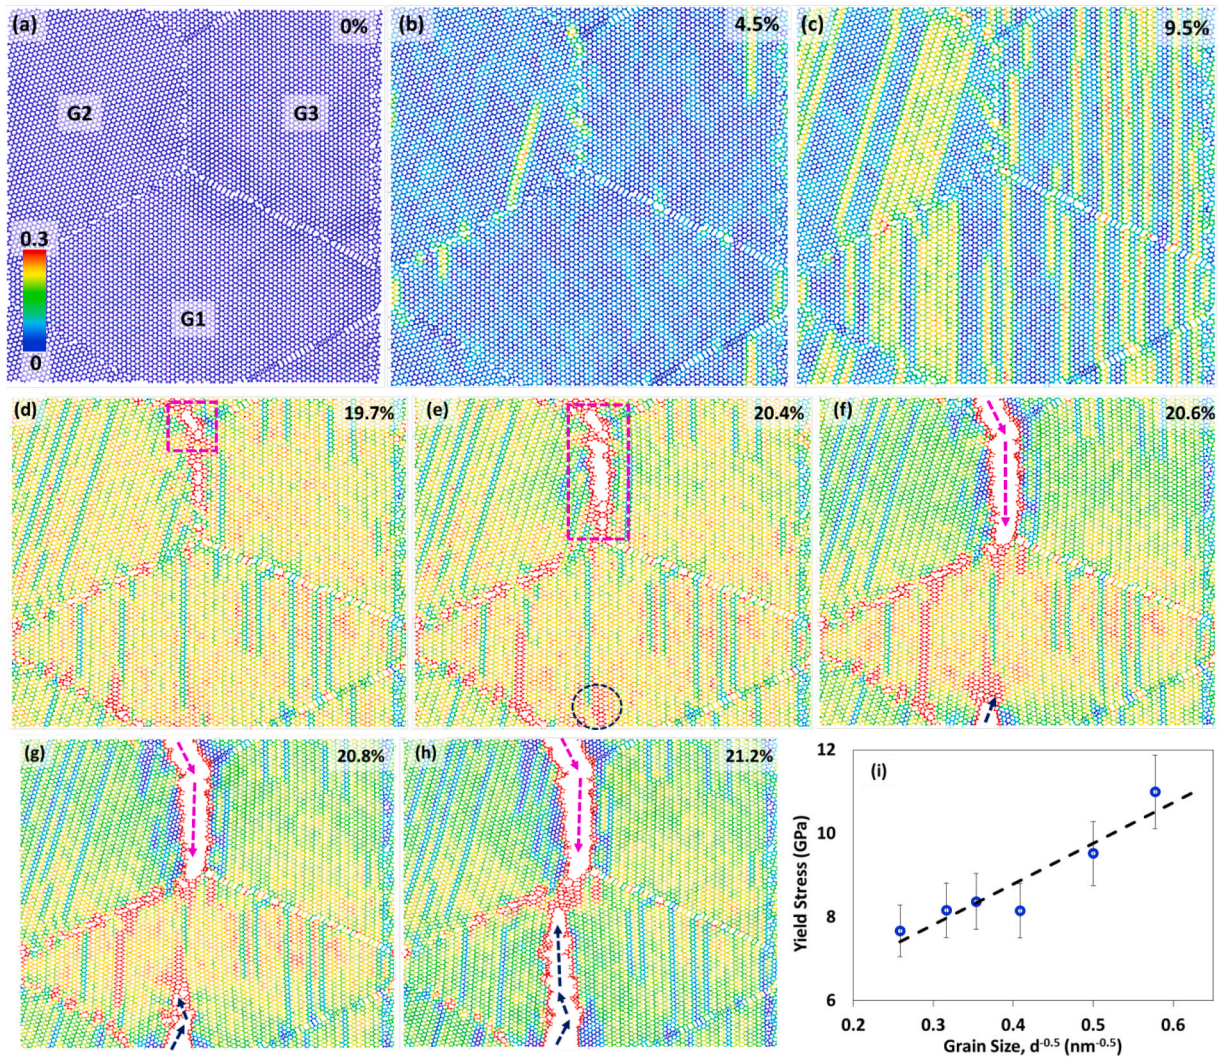 (a) 0%
G2 G3
0.3
G1
0
(b) 4.5%
(c) 9.5%
(d) 19.7%
(e) 20.4%
(f) 20.6%
(g) 20.8%
(h) 21.2%
(i)
12
10
8
6
Yield Stress (GPa)
0.2 0.3 0.4 0.5 0.6
Grain Size, d⁻⁰·⁵ (nm⁻⁰·⁵)